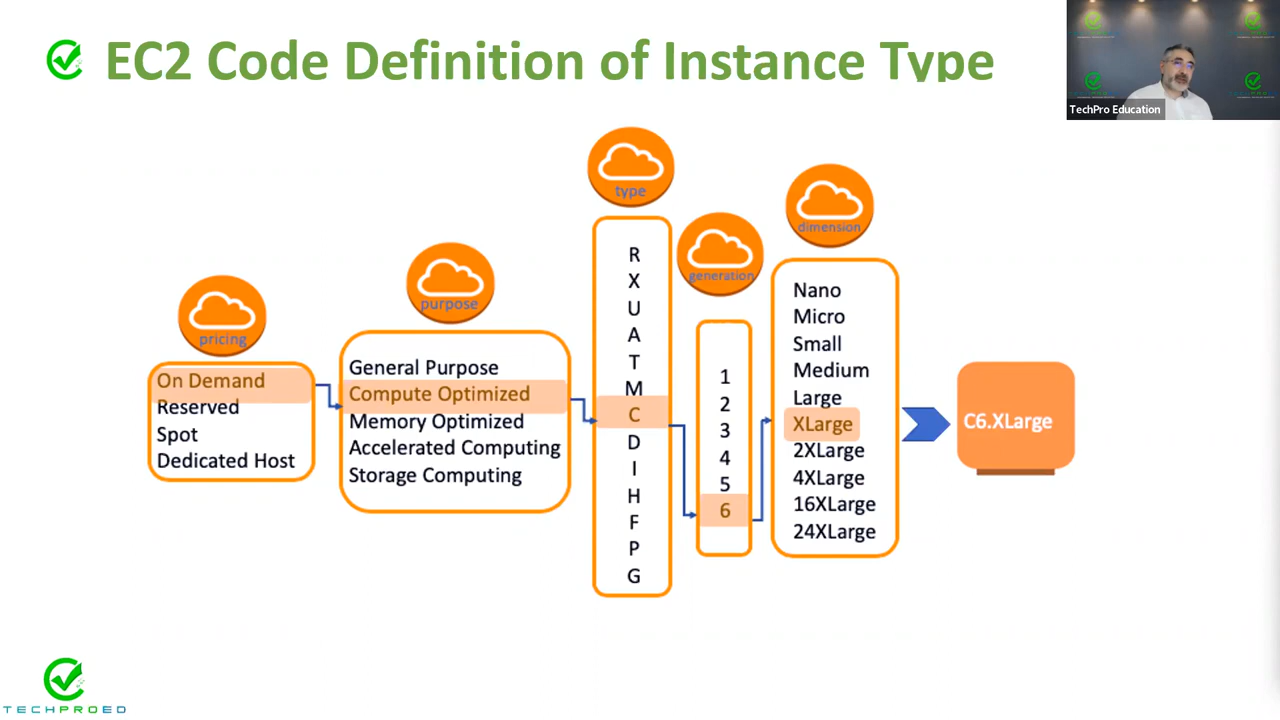 EC2 Code Definition of Instance Type
TechPro Education
pricing
On Demand
Reserved
Spot
Dedicated Host
purpose
General Purpose
Compute Optimized
Memory Optimized
Accelerated Computing
Storage Computing
type
R
X
U
A
T
M
C
D
I
H
F
P
G
generation
1
2
3
4
5
6
dimension
Nano
Micro
Small
Medium
Large
XLarge
2XLarge
4XLarge
16XLarge
24XLarge
C6.XLarge
TECHPROED